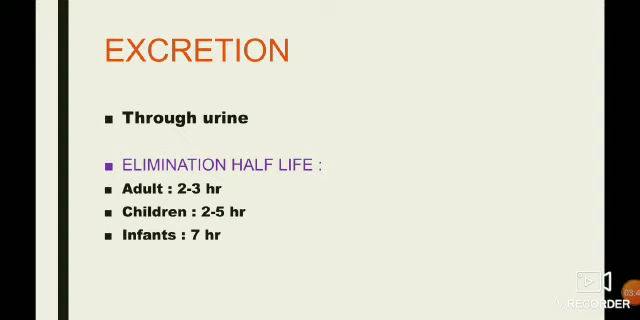 EXCRETION
▪ Through urine
▪ ELIMINATION HALF LIFE :
▪ Adult : 2-3 hr
▪ Children : 2-5 hr
▪ Infants : 7 hr
RECORDER